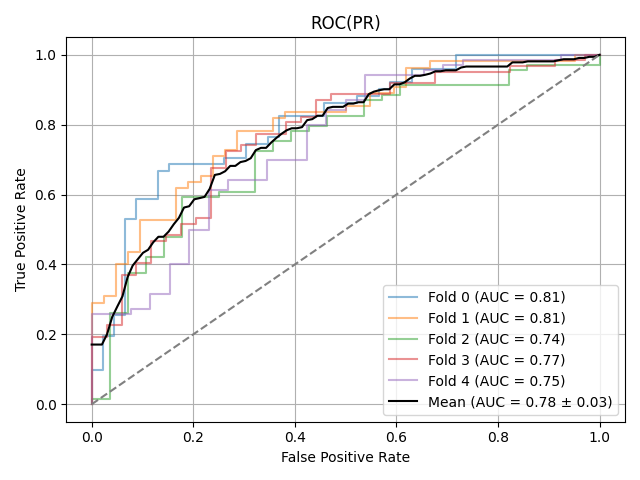 ROC(PR)
True Positive Rate
1.0
0.8
0.6
0.4
0.2
0.0
Fold 0 (AUC = 0.81)
Fold 1 (AUC = 0.81)
Fold 2 (AUC = 0.74)
Fold 3 (AUC = 0.77)
Fold 4 (AUC = 0.75)
Mean (AUC = 0.78 ± 0.03)
0.0 0.2 0.4 0.6 0.8 1.0
False Positive Rate